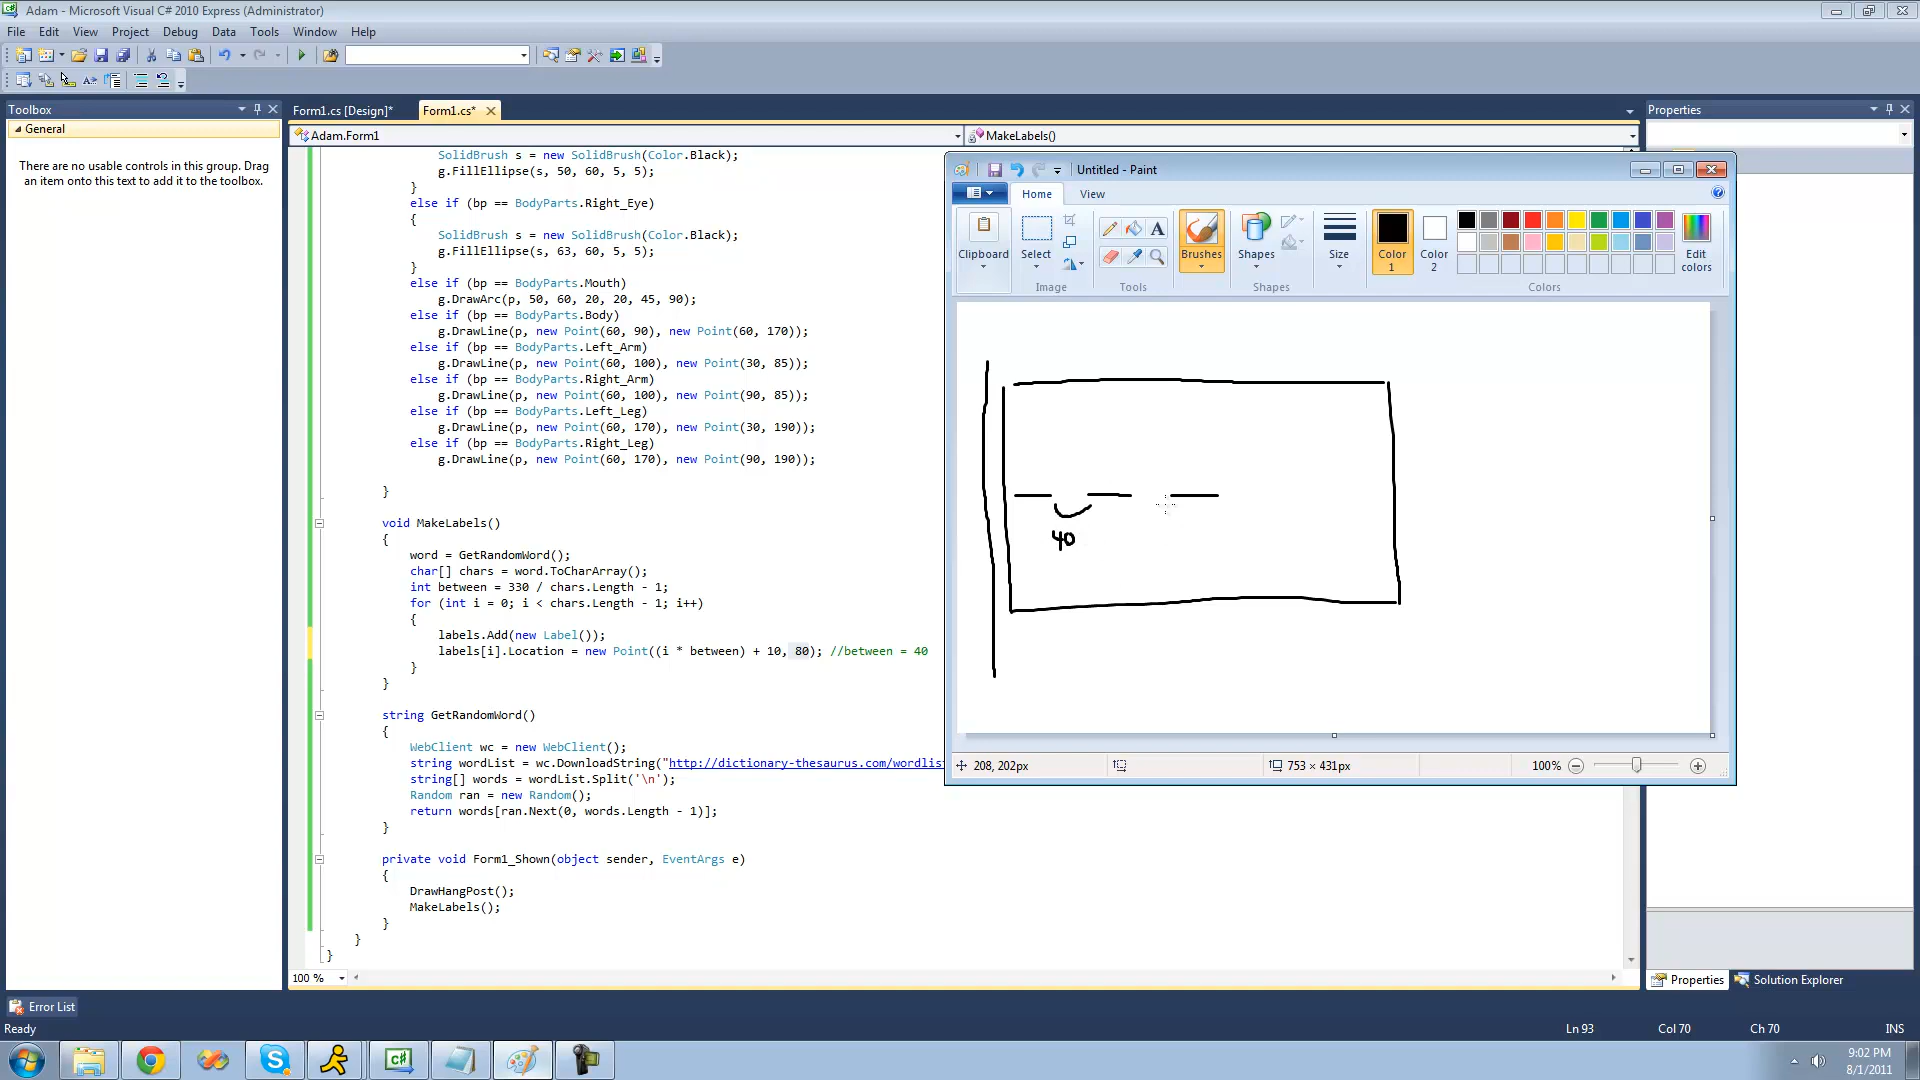 Adam - Microsoft Visual C# 2010 Express (Administrator)
File Edit View Project Debug Data Tools Window Help
Toolbox
General
There are no usable controls in this group. Drag
an item onto this text to add it to the toolbox.
Form1.cs [Design]*
Form1.cs*
Adam.Form1
MakeLabels()
SolidBrush s = new SolidBrush(Color.Black);
g.FillEllipse(s, 50, 60, 5, 5);
}
else if (bp == BodyParts.Right_Eye)
{
SolidBrush s = new SolidBrush(Color.Black);
g.FillEllipse(s, 63, 60, 5, 5);
}
else if (bp == BodyParts.Mouth)
g.DrawArc(p, 50, 60, 20, 20, 45, 90);
else if (bp == BodyParts.Body)
g.DrawLine(p, new Point(60, 90), new Point(60, 170));
else if (bp == BodyParts.Left_Arm)
g.DrawLine(p, new Point(60, 100), new Point(30, 85));
else if (bp == BodyParts.Right_Arm)
g.DrawLine(p, new Point(60, 100), new Point(90, 85));
else if (bp == BodyParts.Left_Leg)
g.DrawLine(p, new Point(60, 170), new Point(30, 190));
else if (bp == BodyParts.Right_Leg)
g.DrawLine(p, new Point(60, 170), new Point(90, 190));
}
void MakeLabels()
{
word = GetRandomWord();
char[] chars = word.ToCharArray();
int between = 330 / chars.Length - 1;
for (int i = 0; i < chars.Length - 1; i++)
{
labels.Add(new Label());
labels[i].Location = new Point((i * between) + 10, 80); //between = 40
}
}
string GetRandomWord()
{
WebClient wc = new WebClient();
string wordList = wc.DownloadString("http://dictionary-thesaurus.com/wordlist
string[] words = wordList.Split('\n');
Random ran = new Random();
return words[ran.Next(0, words.Length - 1)];
}
private void Form1_Shown(object sender, EventArgs e)
{
DrawHangPost();
MakeLabels();
}
}
}
100 %
Untitled - Paint
Home View
Clipboard
Select
Image
A
Tools
Brushes
Shapes
Shapes
Size
Color
1
Color
2
Edit
colors
Colors
40
208, 202px
753 × 431px
100%
Properties
Properties
Solution Explorer
Error List
Ready
Ln 93
Col 70
Ch 70
INS
9:02 PM
8/1/2011